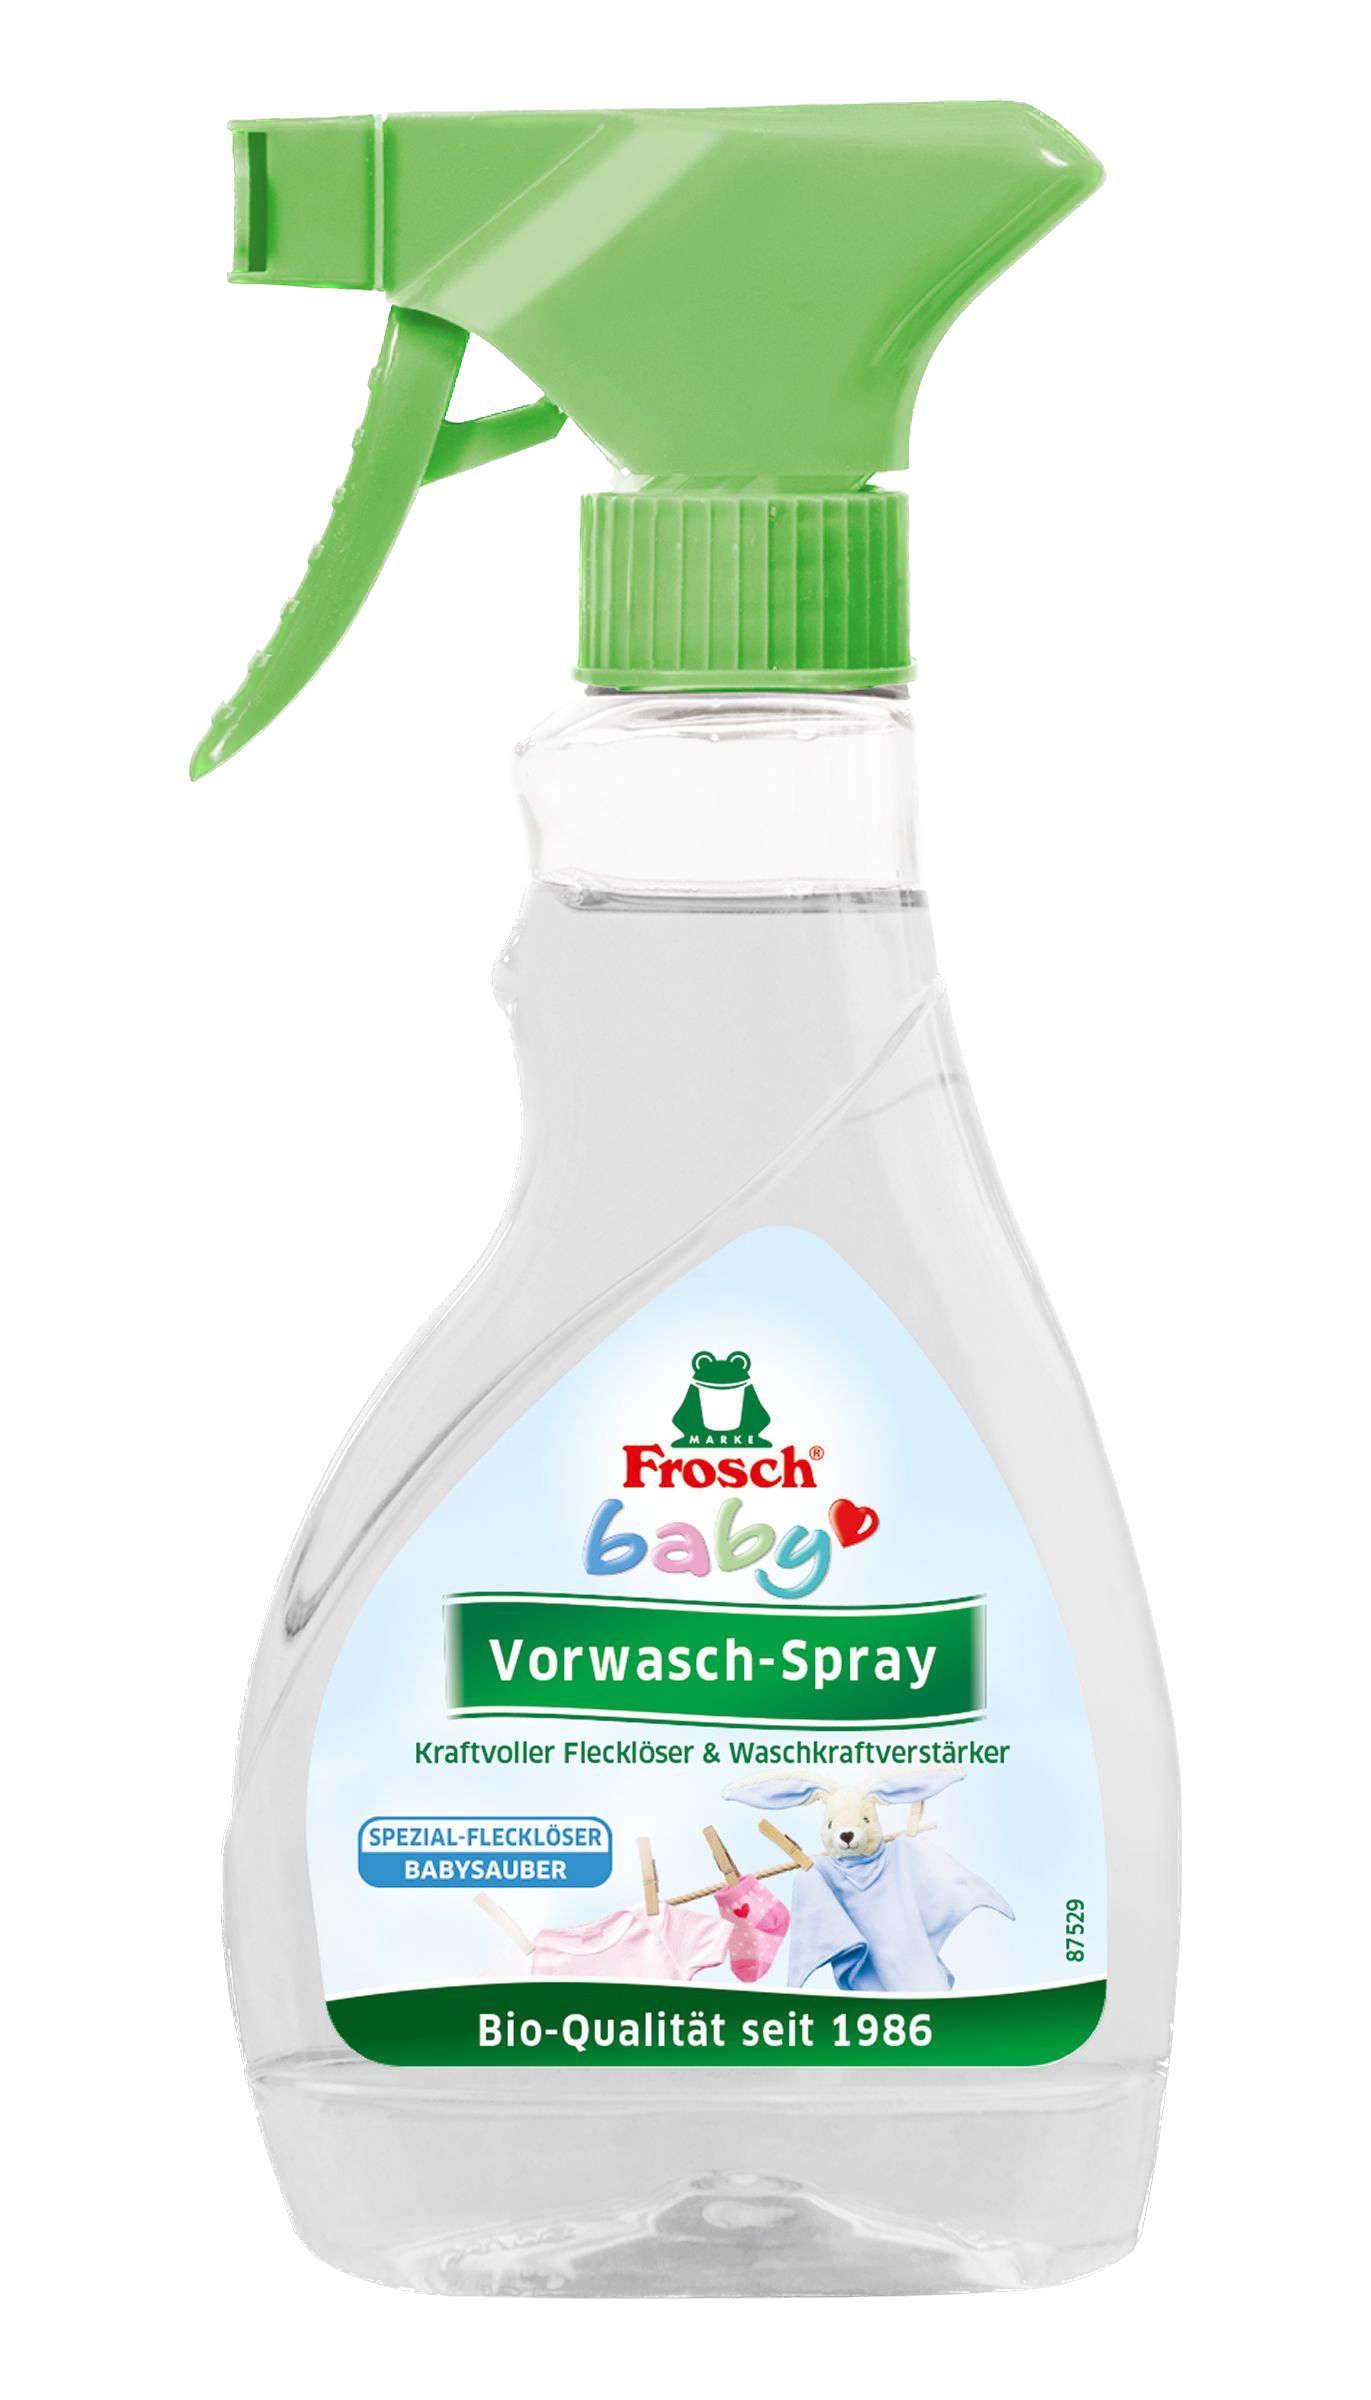 MARKE
Frosch®
baby
Vorwasch-Spray
Kraftvoller Flecklöser & Waschkraftverstärker
SPEZIAL-FLECKLÖSER
BABYSAUBER
87529
Bio-Qualität seit 1986